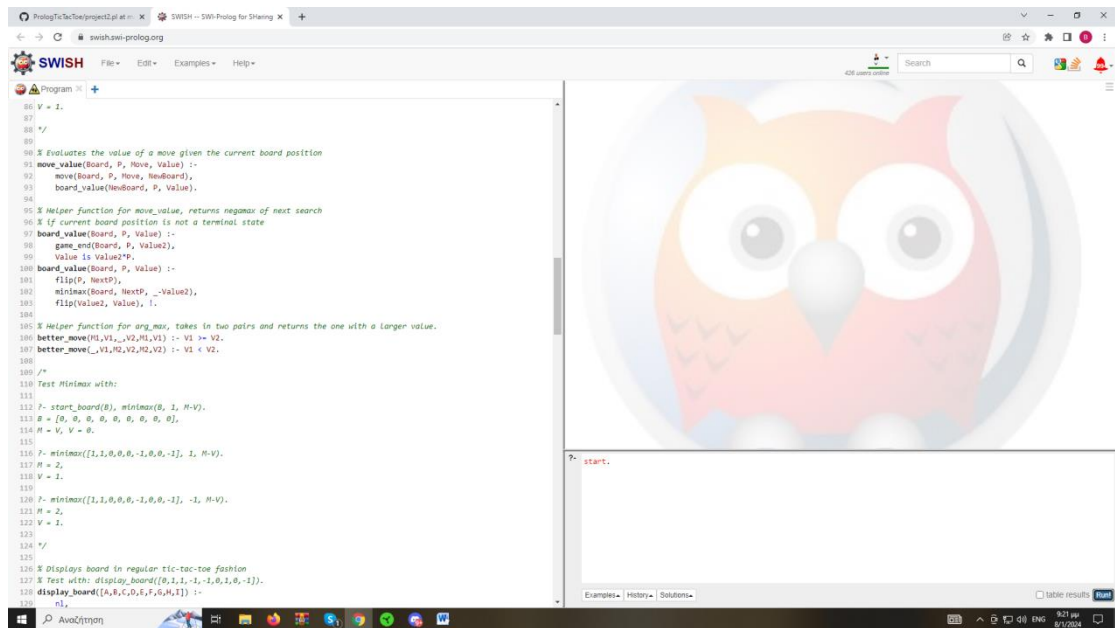 PrologTicTacToe/project2.pl at m
SWISH -- SWI-Prolog for SHaring
swish.swi-prolog.org
SWISH File Edit Examples Help
428 users online
Search
Program
86 V = 1.
87
88 */
89
90 % Evaluates the value of a move given the current board position
91 move_value(Board, P, Move, Value) :-
92 move(Board, P, Move, NewBoard),
93 board_value(NewBoard, P, Value).
94
95 % Helper function for move_value, returns negamax of next search
96 % if current board position is not a terminal state
97 board_value(Board, P, Value) :-
98 game_end(Board, P, Value2),
99 Value is Value2*P.
100 board_value(Board, P, Value) :-
101 flip(P, NextP),
102 minimax(Board, NextP, _-Value2),
103 flip(Value2, Value), !.
104
105 % Helper function for arg_max, takes in two pairs and returns the one with a larger value.
106 better_move(M1,V1,_,V2,M1,V1) :- V1 >= V2.
107 better_move(_,V1,M2,V2,M2,V2) :- V1 < V2.
108
109 /*
110 Test Minimax with:
111
112 ?- start_board(B), minimax(B, 1, M-V).
113 B = [0, 0, 0, 0, 0, 0, 0, 0, 0],
114 M = V, V = 0.
115
116 ?- minimax([1,1,0,0,0,-1,0,0,-1], 1, M-V).
117 M = 2,
118 V = 1.
119
120 ?- minimax([1,1,0,0,0,-1,0,0,-1], -1, M-V).
121 M = 2,
122 V = 1.
123
124 */
125
126 % Displays board in regular tic-tac-toe fashion
127 % Test with: display_board([0,1,1,-1,-1,0,1,0,-1]).
128 display_board([A,B,C,D,E,F,G,H,I]) :-
129 nl,
?- start.
Examples History Solutions
table results Run!
Αναζήτηση
ENG
9:21 μμ
8/1/2024